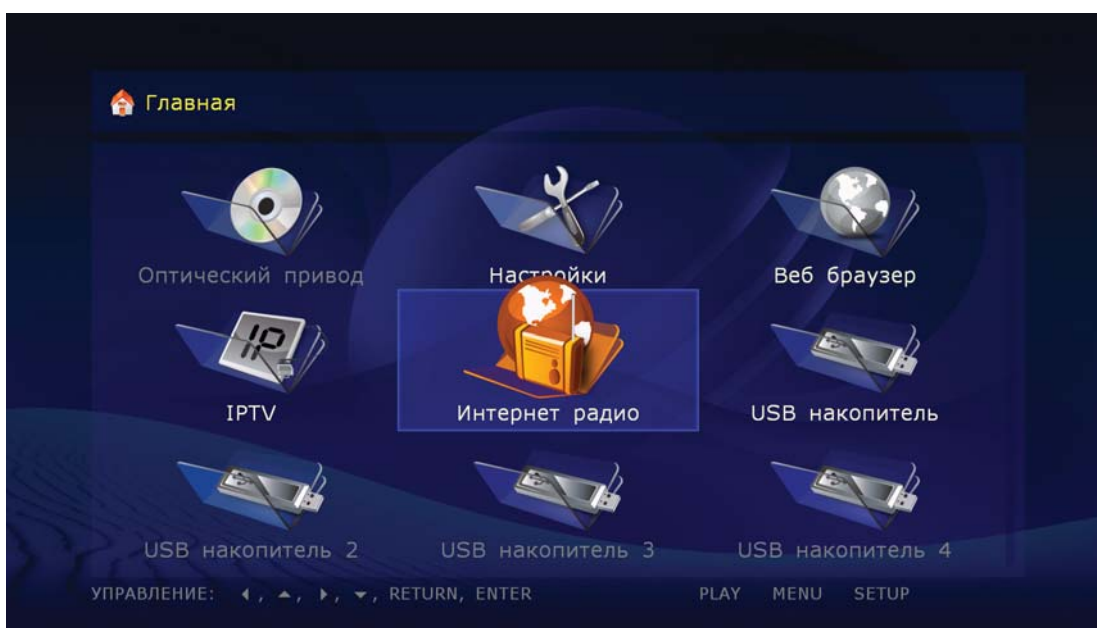 Главная
Оптический привод
Настройки
Веб браузер
IPTV
Интернет радио
USB накопитель
USB накопитель 2
USB накопитель 3
USB накопитель 4
УПРАВЛЕНИЕ: ◀, ▲, ▶, ▼, RETURN, ENTER PLAY MENU SETUP